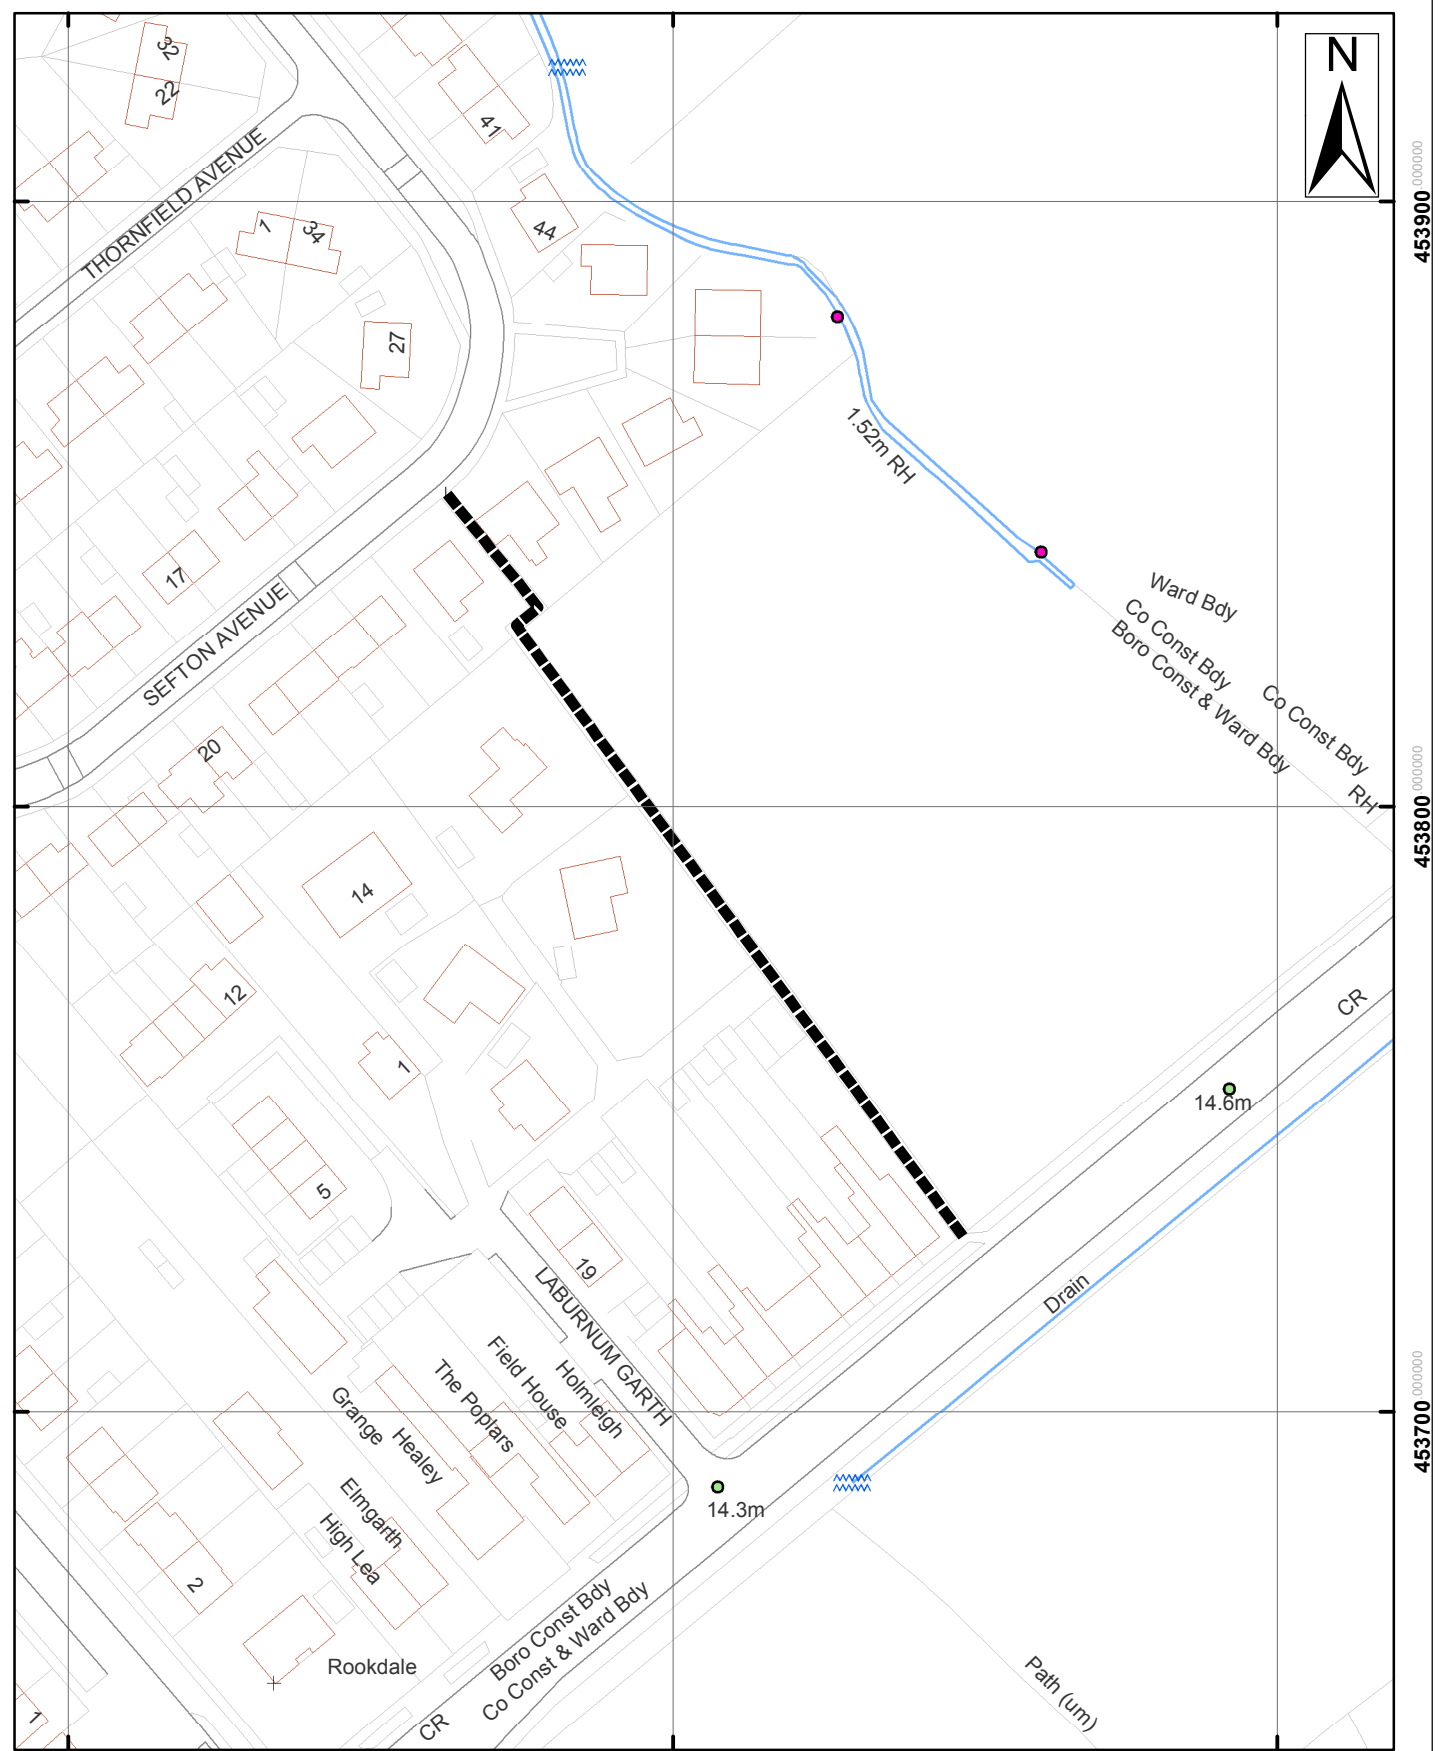 N
32
22
41
THORNFIELD AVENUE
1
34
44
453900.000000
27
1.52m RH
17
SEFTON AVENUE
Ward Bdy
Co Const Bdy
Boro Const & Ward Bdy
Co Const Bdy
RH
20
453800.000000
14
12
CR
1
14.6m
5
19
Drain
LABURNUM GARTH
Holmleigh
Field House
The Poplars
Healey
Grange
453700.000000
Elmgarth
High Lea
14.3m
2
Boro Const Bdy
Co Const & Ward Bdy
Rookdale
Path (um)
CR
1